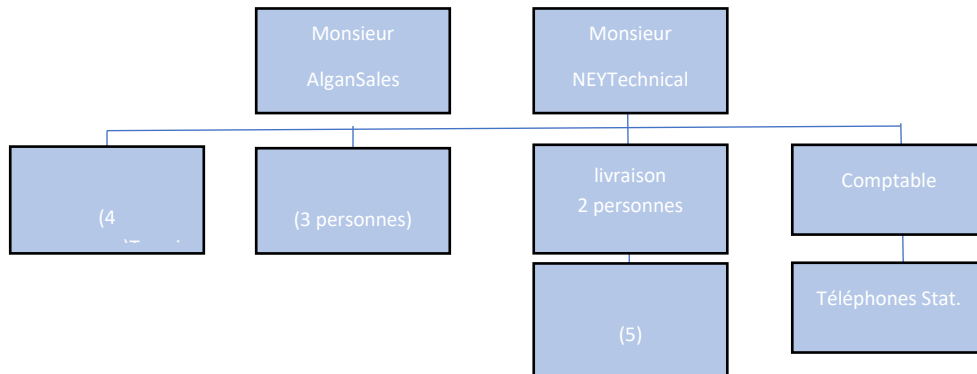 Monsieur
AlganSales
Monsieur
NEYTechnical
(4
(3 personnes)
livraison
2 personnes
Comptable
(5)
Téléphones Stat.